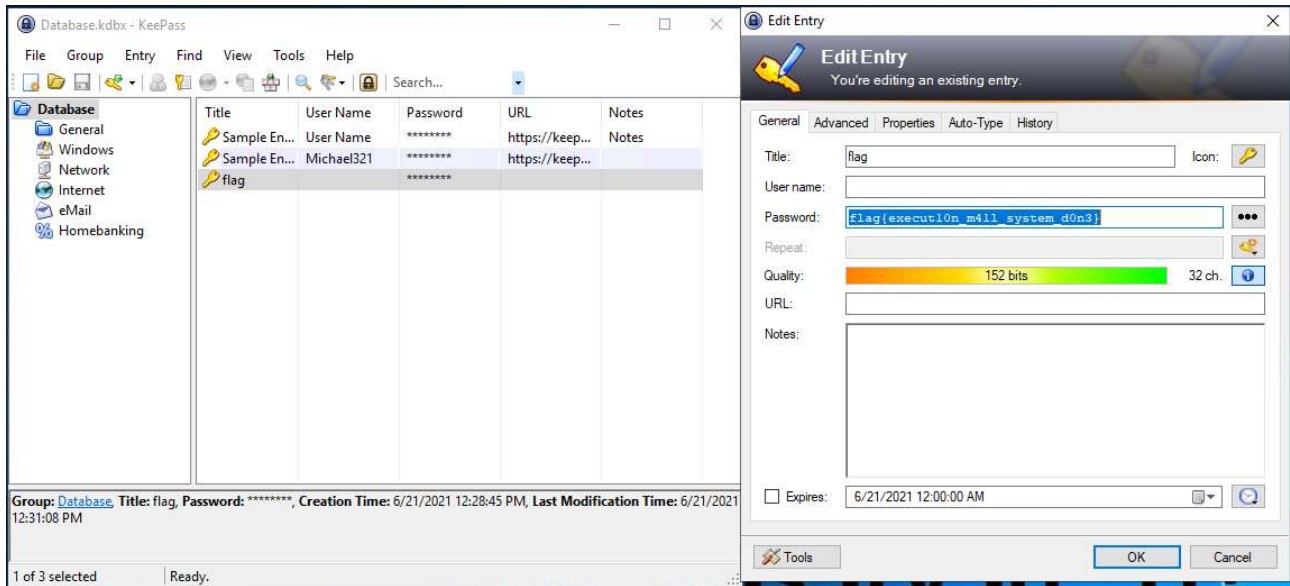 Database.kdbx - KeePass
File Group Entry Find View Tools Help
Search...
Database
General
Windows
Network
Internet
eMail
Homebanking
Title User Name Password URL Notes
Sample En... User Name ******** https://keep... Notes
Sample En... Michael321 ******** https://keep...
flag ********
Group: Database, Title: flag, Password: ********, Creation Time: 6/21/2021 12:28:45 PM, Last Modification Time: 6/21/2021
12:31:08 PM
1 of 3 selected Ready.
Edit Entry
Edit Entry
You're editing an existing entry.
General Advanced Properties Auto-Type History
Title: flag Icon:
User name:
Password: flag{execut10n_m4ll_system_d0n3}
Repeat:
Quality: 152 bits 32 ch.
URL:
Notes:
Expires: 6/21/2021 12:00:00 AM
Tools OK Cancel